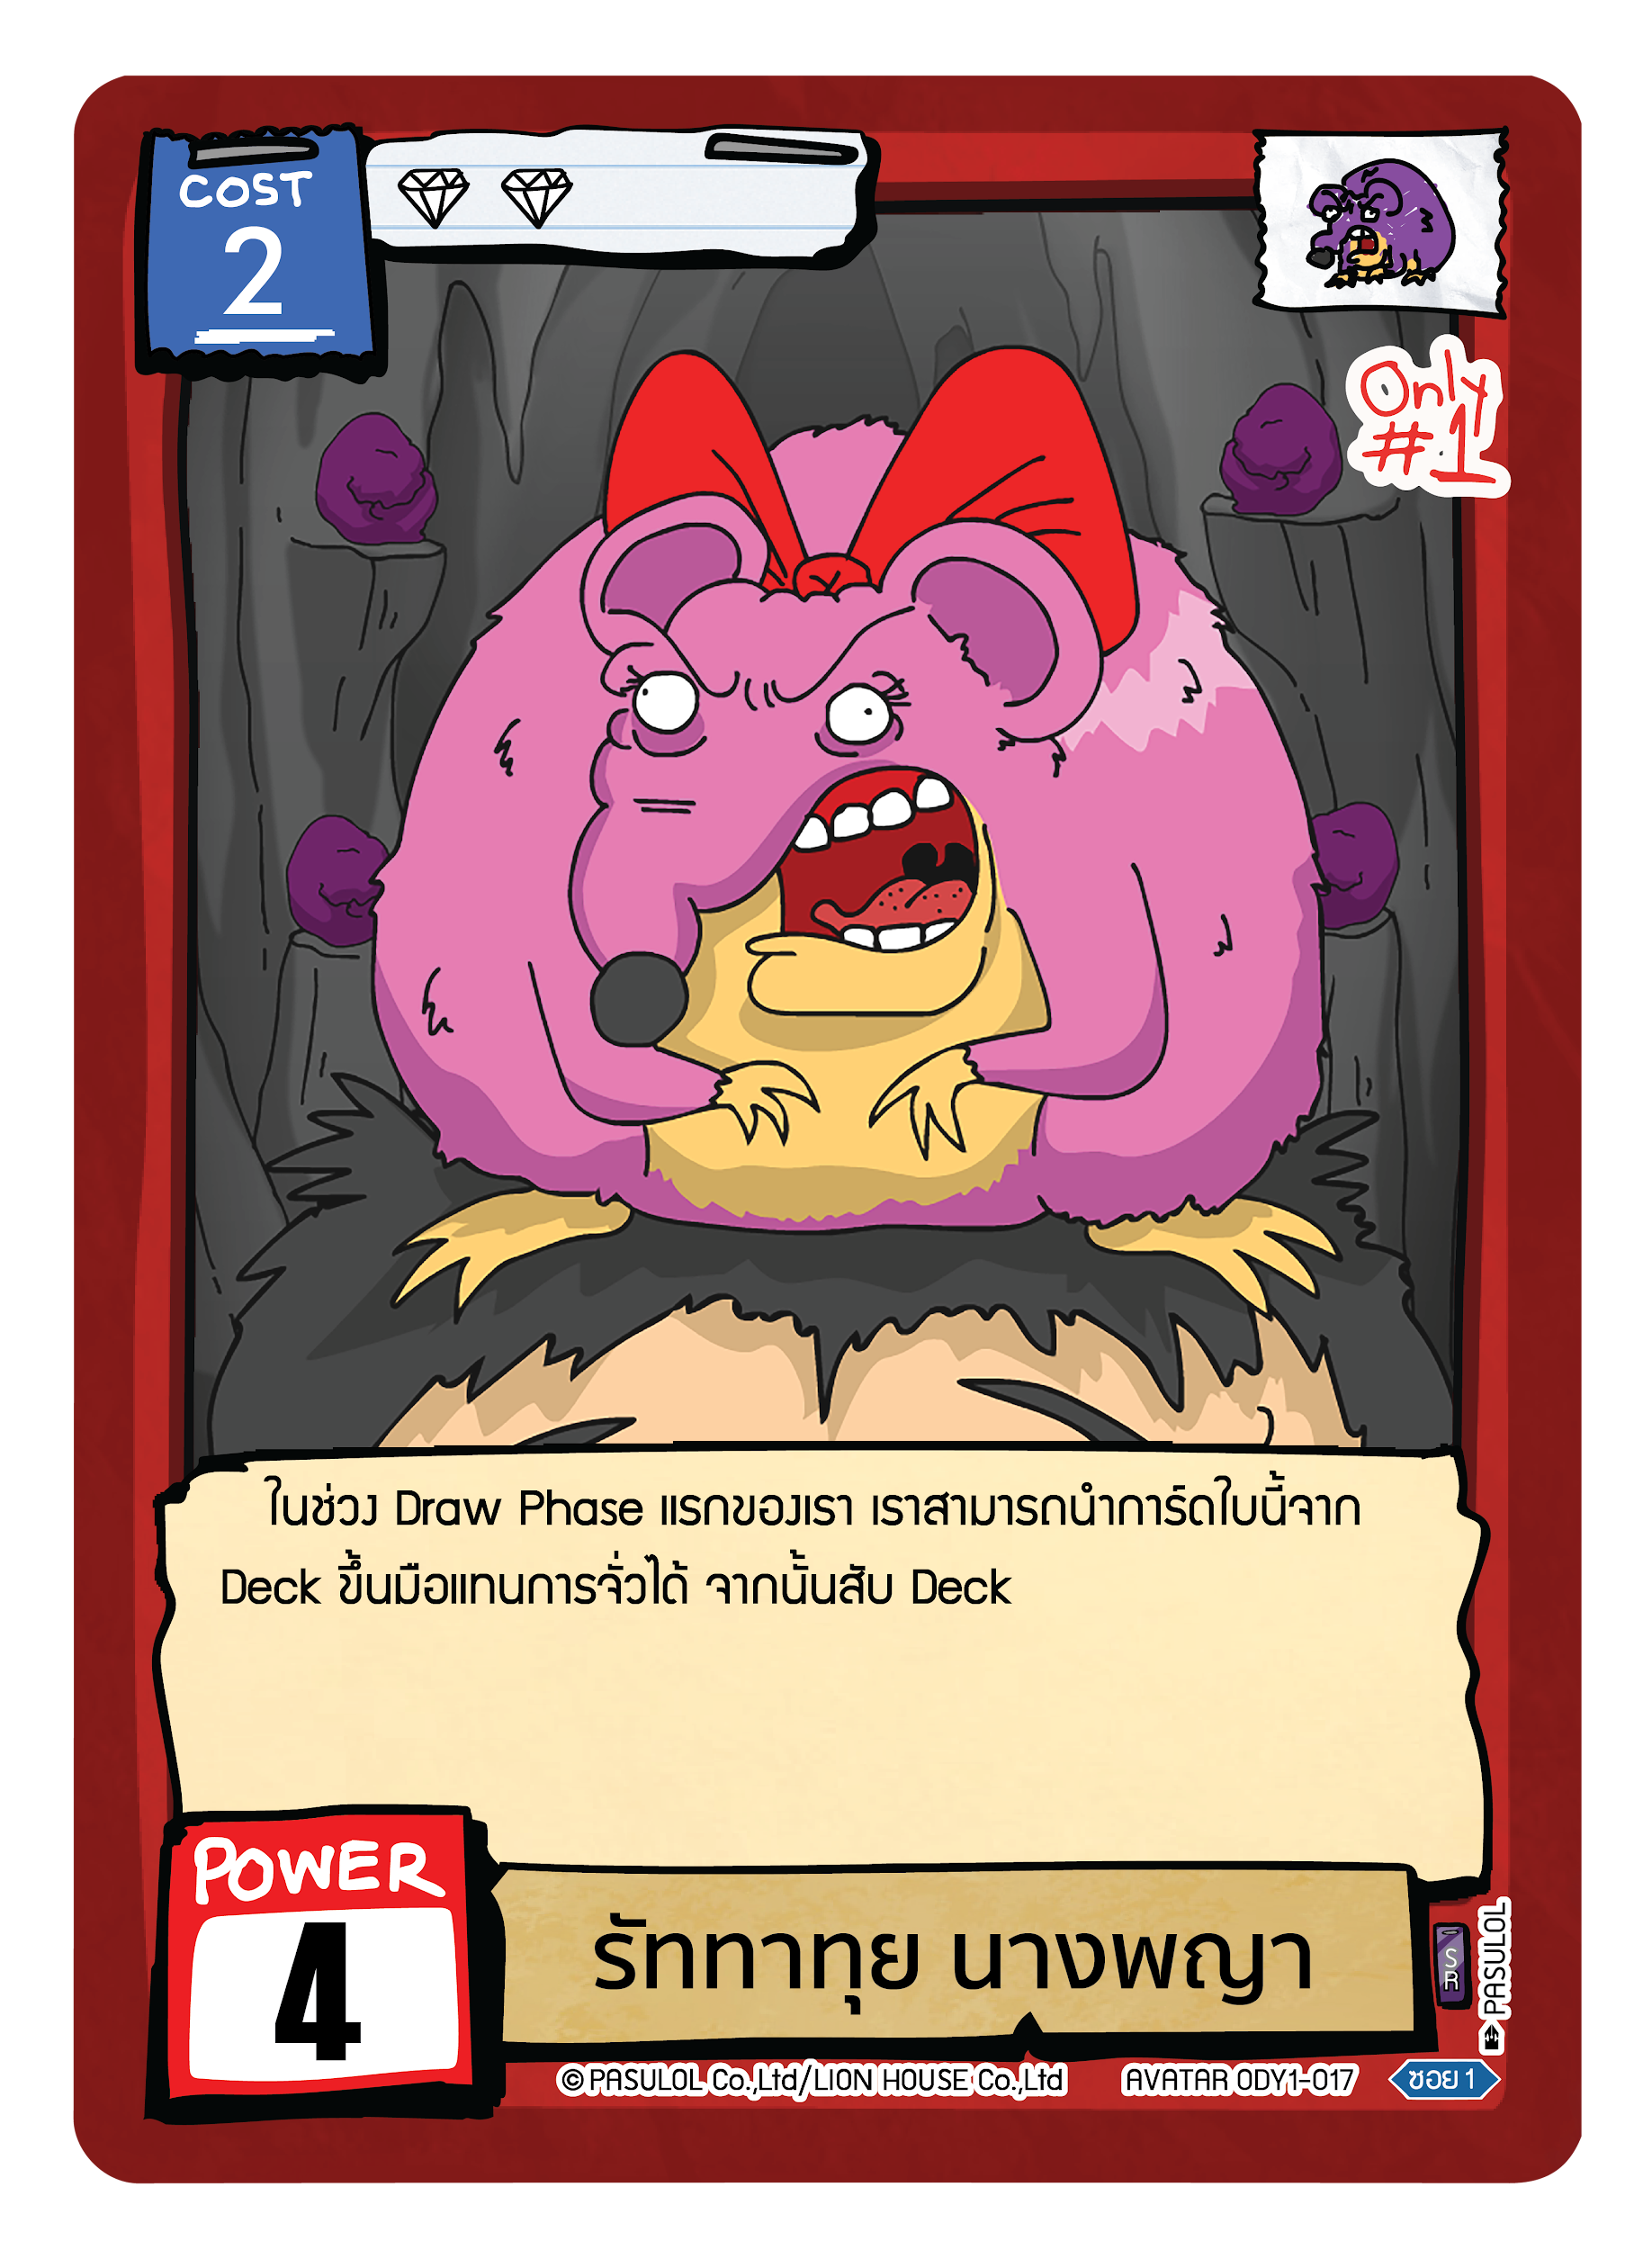 COST
2
Only
#1
ในช่วง Draw Phase แรกของเรา เราสามารถนำการ์ดใบนี้จาก
Deck ขึ้นมือแทนการจั่วได้ จากนั้นสับ Deck
POWER
4
รัททาทุย นางพญา
SR
PASULOL
©PASULOL Co.,Ltd/LION HOUSE Co.,Ltd AVATAR ODY1-017 ซอย 1